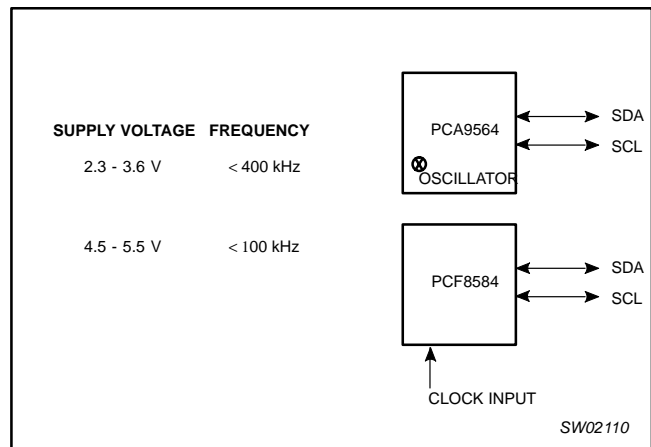 SUPPLY VOLTAGE FREQUENCY
2.3 - 3.6 V < 400 kHz
4.5 - 5.5 V < 100 kHz
PCA9564
OSCILLATOR
SDA
SCL
PCF8584
SDA
SCL
CLOCK INPUT
SW02110